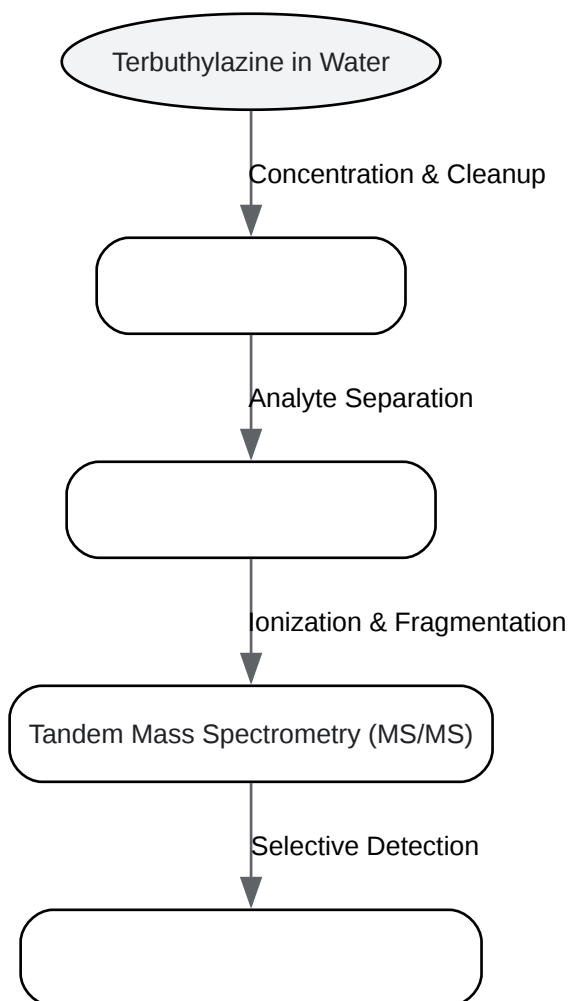 Terbuthylazine in Water
Concentration & Cleanup
Analyte Separation
Ionization & Fragmentation
Tandem Mass Spectrometry (MS/MS)
Selective Detection